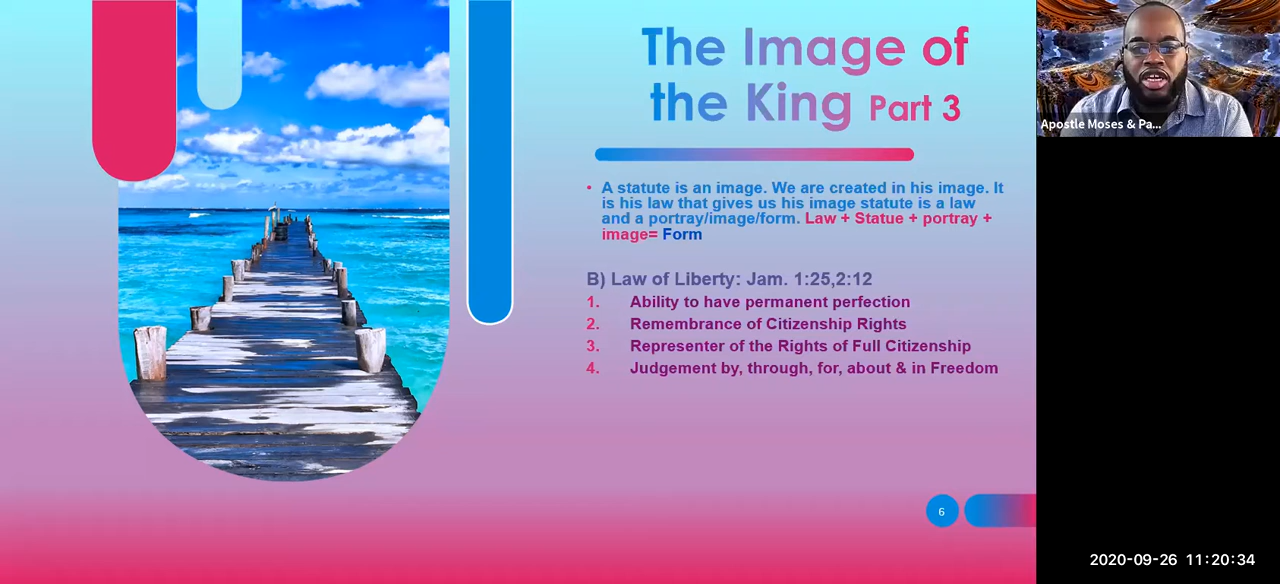 The Image of
the King Part 3
• A statute is an image. We are created in his image. It
is his law that gives us his image statute is a law
and a portray/image/form. Law + Statue + portray +
image= Form
B) Law of Liberty: Jam. 1:25,2:12
1. Ability to have permanent perfection
2. Remembrance of Citizenship Rights
3. Representer of the Rights of Full Citizenship
4. Judgement by, through, for, about & in Freedom
6
Apostle Moses & Pa...
2020-09-26 11:20:34